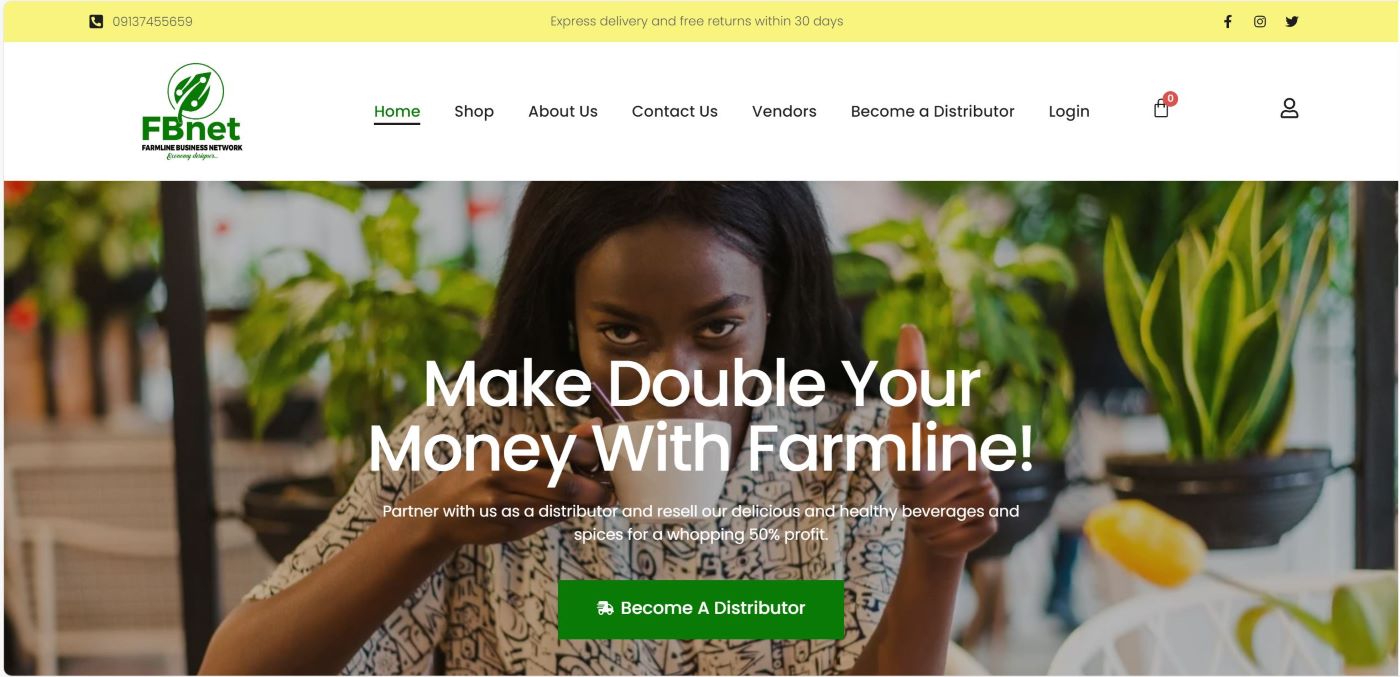 09137455659
Express delivery and free returns within 30 days
FBnet
FARMLINE BUSINESS NETWORK
Economy designer...
Home
Shop
About Us
Contact Us
Vendors
Become a Distributor
Login
0
Make Double Your
Money With Farmline!
Partner with us as a distributor and resell our delicious and healthy beverages and
spices for a whopping 50% profit.
Become A Distributor